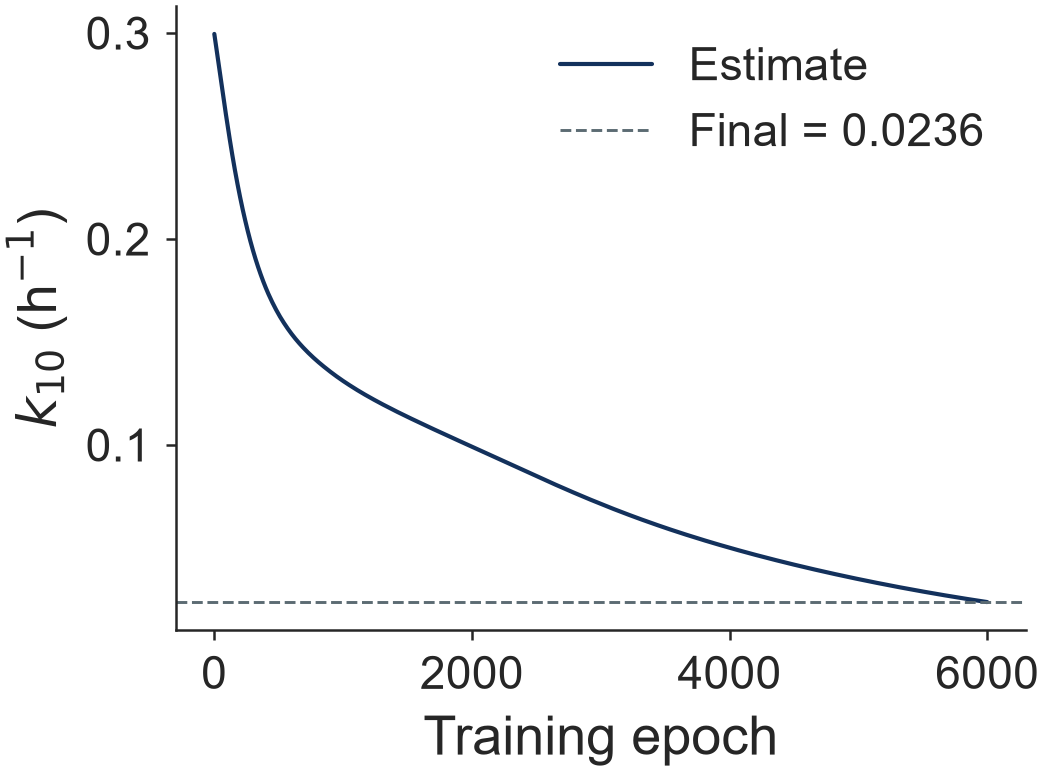 0.3
0.2
0.1
k₁₀ (h⁻¹)
Estimate
Final = 0.0236
0 2000 4000 6000
Training epoch